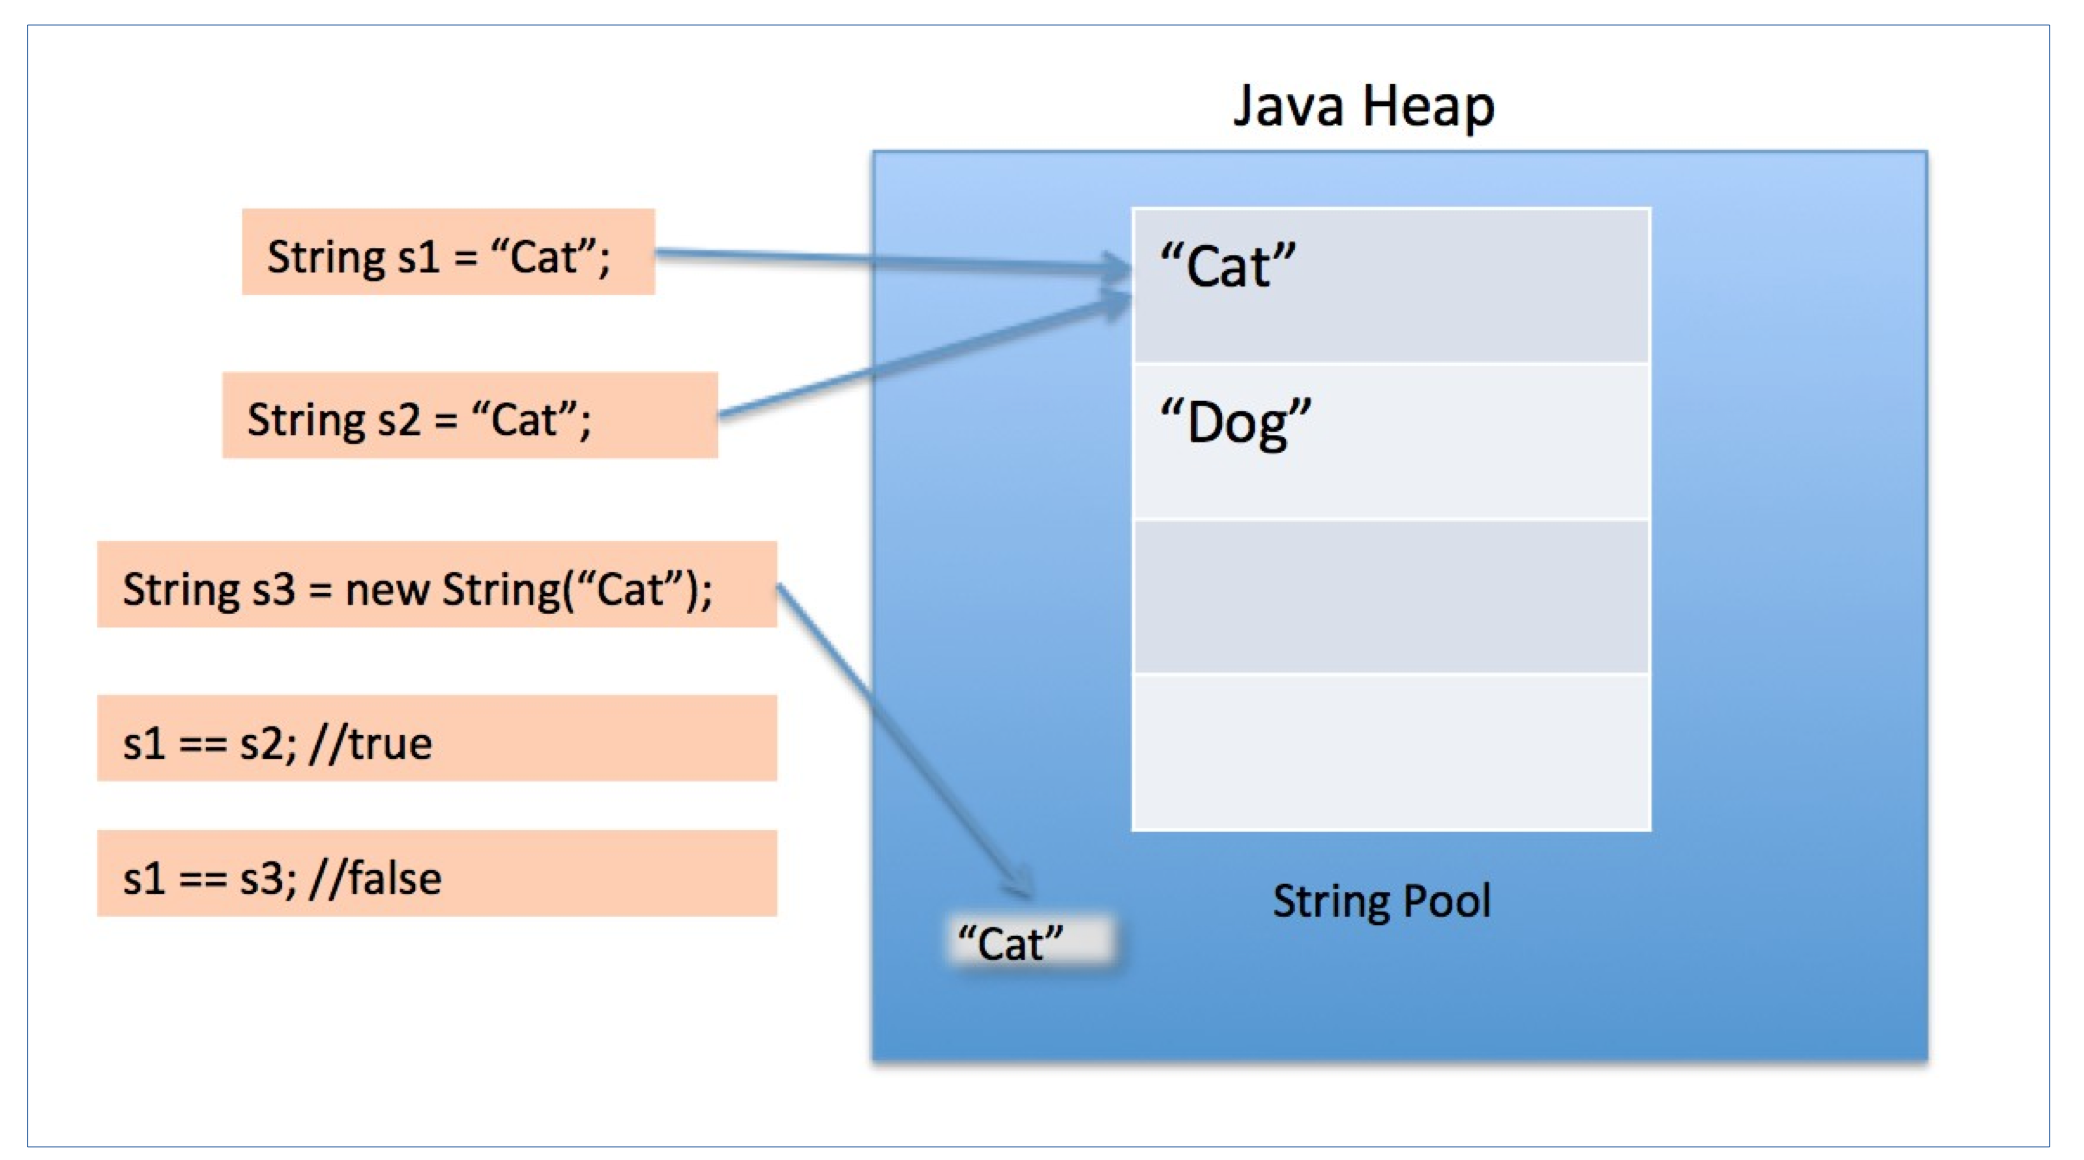 Java Heap
String s1 = “Cat”;
“Cat”
String s2 = “Cat”;
“Dog”
String s3 = new String(“Cat”);
s1 == s2; //true
s1 == s3; //false
String Pool
“Cat”